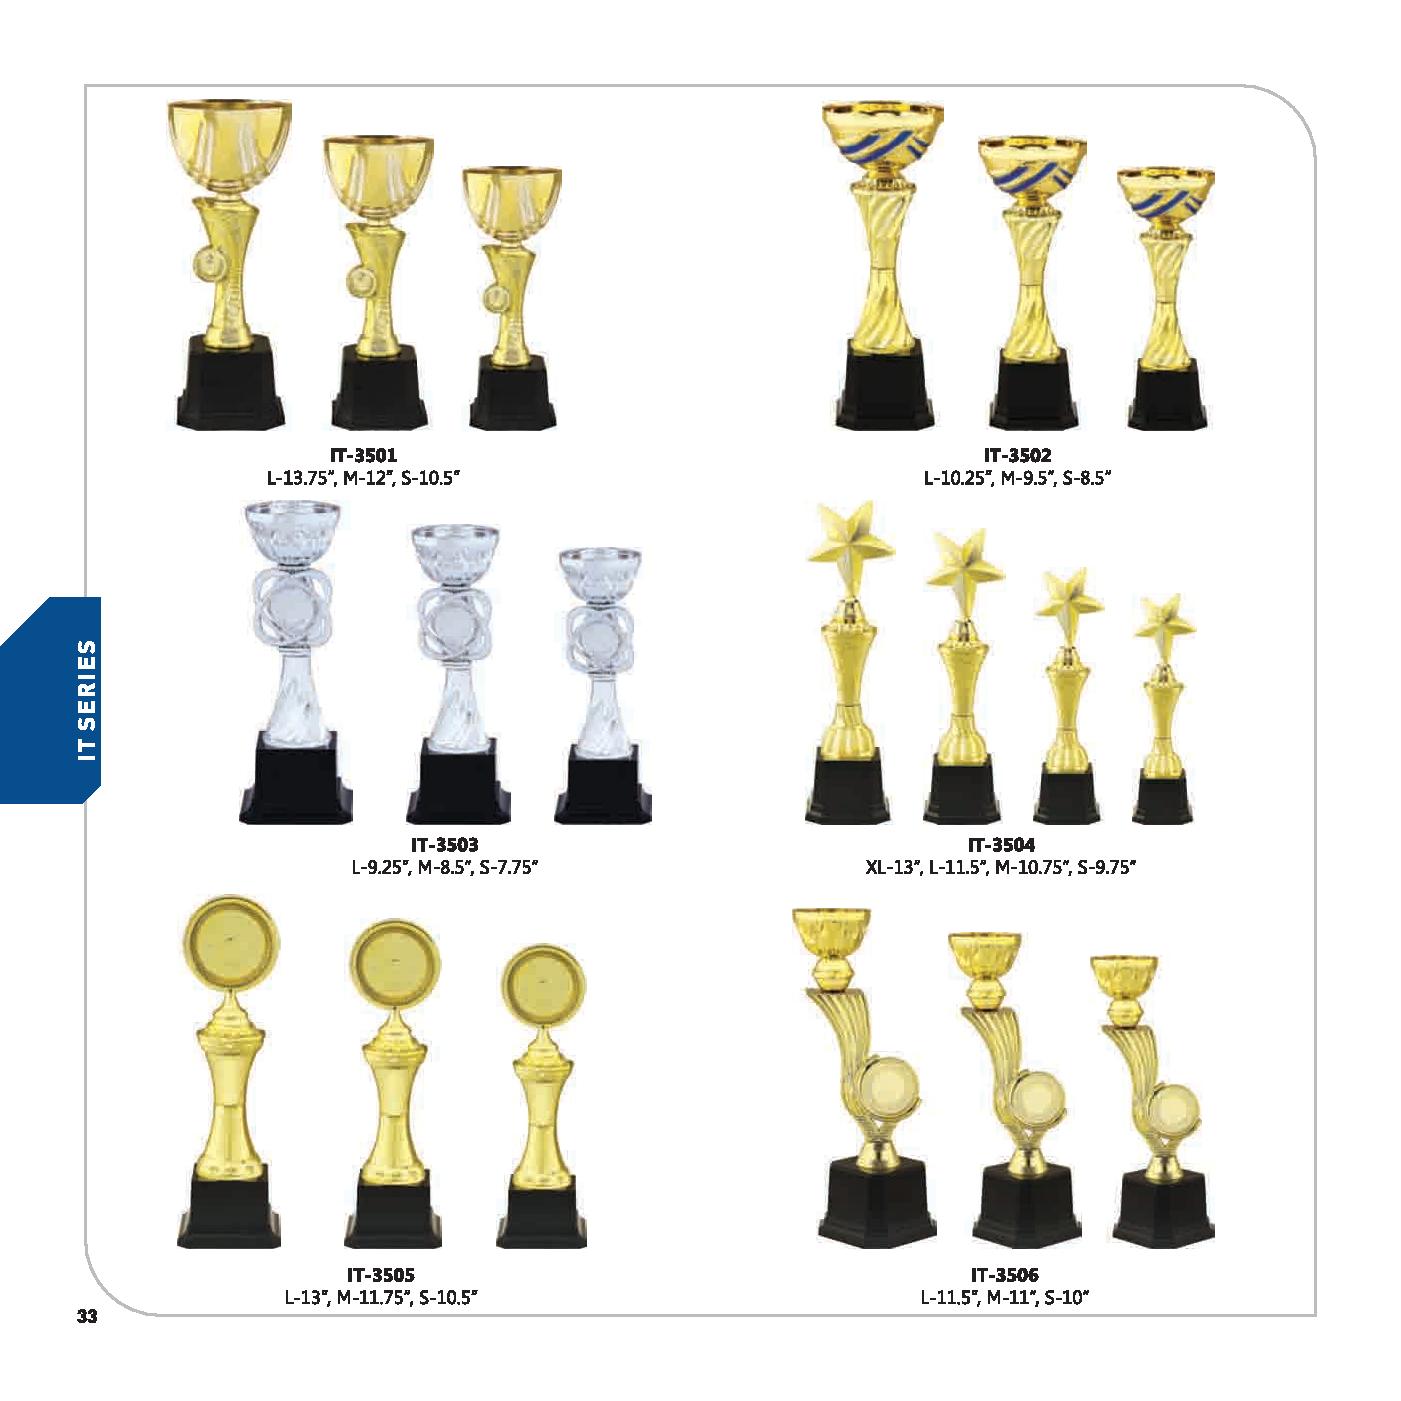 IT-3501
L-13.75”, M-12”, S-10.5”
IT-3502
L-10.25”, M-9.5”, S-8.5”
IT-3503
L-9.25”, M-8.5”, S-7.75”
IT-3504
XL-13”, L-11.5”, M-10.75”, S-9.75”
IT SERIES
IT-3505
L-13”, M-11.75”, S-10.5”
IT-3506
L-11.5”, M-11”, S-10”
33